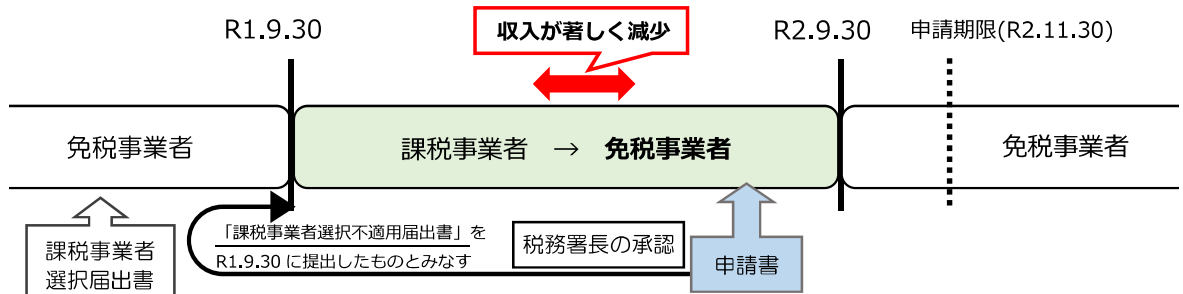 収入が著しく減少
R1.9.30
R2.9.30
申請期限(R2.11.30)
免税事業者
課税事業者 → 免税事業者
免税事業者
課税事業者
選択届出書
「課税事業者選択不適用届出書」を
R1.9.30 に提出したものとみなす
税務署長の承認
申請書